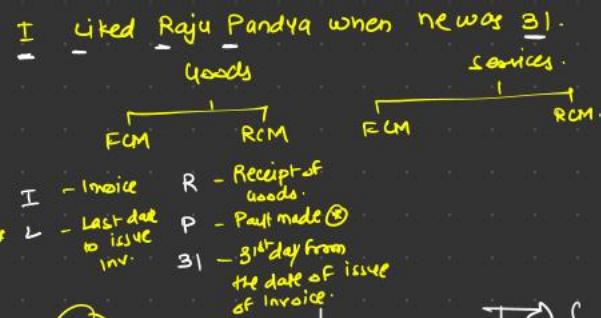 I Liked Raju Pandya when he was 31.
Goods
Services.
FCM RCM FCM RCM.
I - Invoice
L - Last date to issue Inv.
R - Receipt of Goods.
P - Paut made *
31 - 31st day from the date of issue of Invoice.